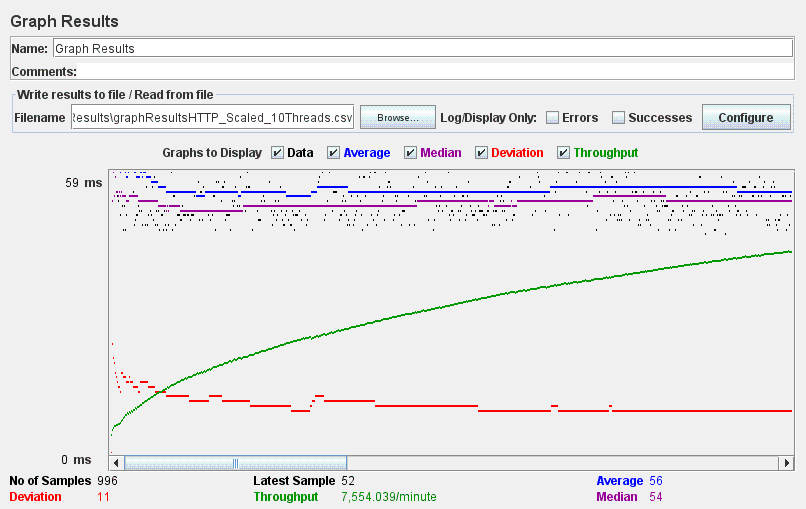 Graph Results
Name: Graph Results
Comments:
Write results to file / Read from file
Filename Results\graphResultsHTTP_Scaled_10Threads.csv Browse... Log/Display Only: Errors Successes Configure
Graphs to Display Data Average Median Deviation Throughput
59 ms
0 ms
No of Samples 996 Latest Sample 52 Average 56
Deviation 11 Throughput 7,554.039/minute Median 54